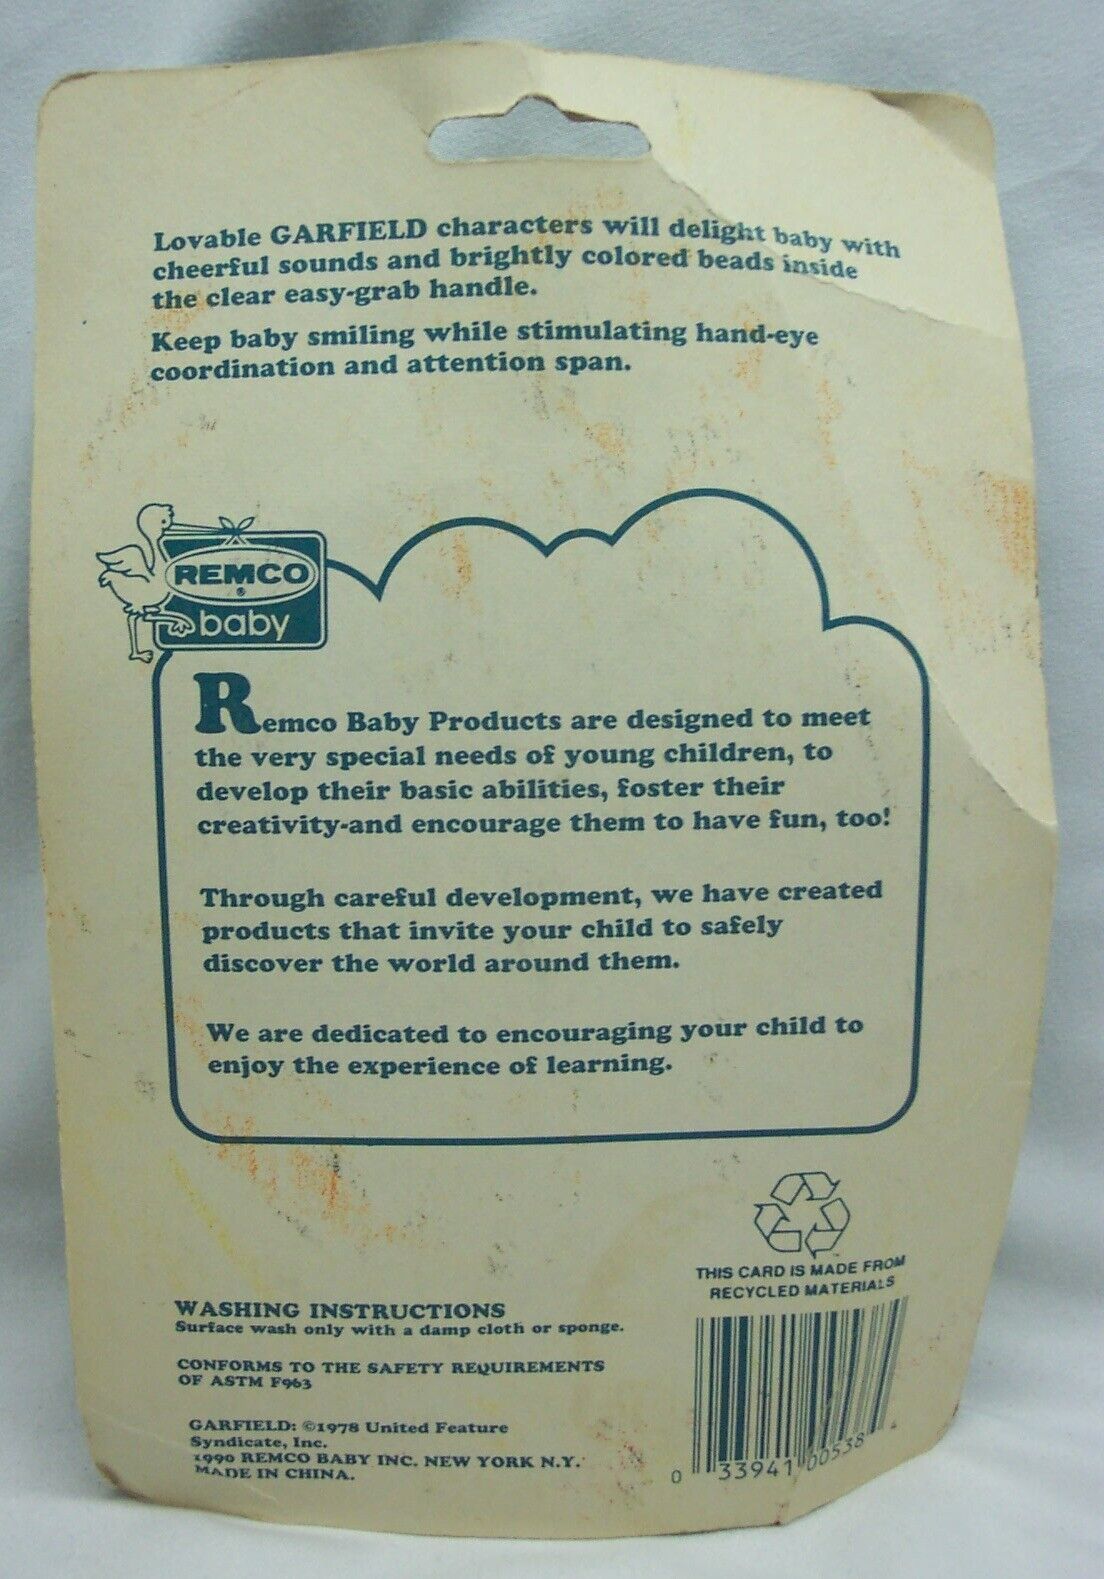 Lovable GARFIELD characters will delight baby with
cheerful sounds and brightly colored beads inside
the clear easy-grab handle.
Keep baby smiling while stimulating hand-eye
coordination and attention span.
REMCO
®
baby
Remco Baby Products are designed to meet
the very special needs of young children, to
develop their basic abilities, foster their
creativity-and encourage them to have fun, too!
Through careful development, we have created
products that invite your child to safely
discover the world around them.
We are dedicated to encouraging your child to
enjoy the experience of learning.
THIS CARD IS MADE FROM
RECYCLED MATERIALS
WASHING INSTRUCTIONS
Surface wash only with a damp cloth or sponge.
CONFORMS TO THE SAFETY REQUIREMENTS
OF ASTM F963
GARFIELD: ©1978 United Feature
Syndicate, Inc.
1990 REMCO BABY INC. NEW YORK N.Y.
MADE IN CHINA.
0 33941 00538 4